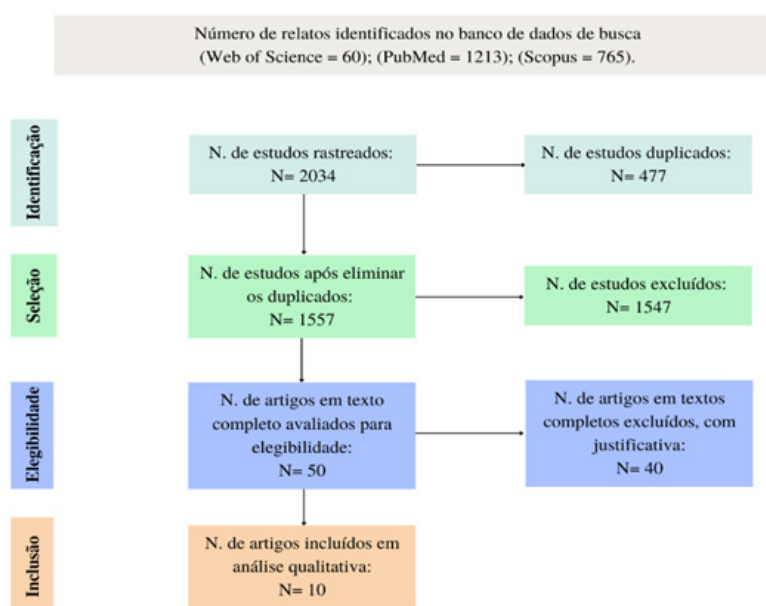 Número de relatos identificados no banco de dados de busca
(Web of Science = 60); (PubMed = 1213); (Scopus = 765).
Identificação
N. de estudos rastreados:
N= 2034
N. de estudos duplicados:
N= 477
Seleção
N. de estudos após eliminar
os duplicados:
N= 1557
N. de estudos excluídos:
N= 1547
Elegibilidade
N. de artigos em texto
completo avaliados para
elegibilidade:
N= 50
N. de artigos em textos
completos excluídos, com
justificativa:
N= 40
Inclusão
N. de artigos incluídos em
análise qualitativa:
N= 10